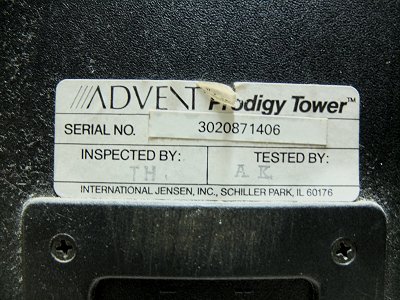 ADVENT Prodigy Tower™
SERIAL NO. 3020871406
INSPECTED BY: TESTED BY:
TH. A K
INTERNATIONAL JENSEN, INC., SCHILLER PARK, IL 60176